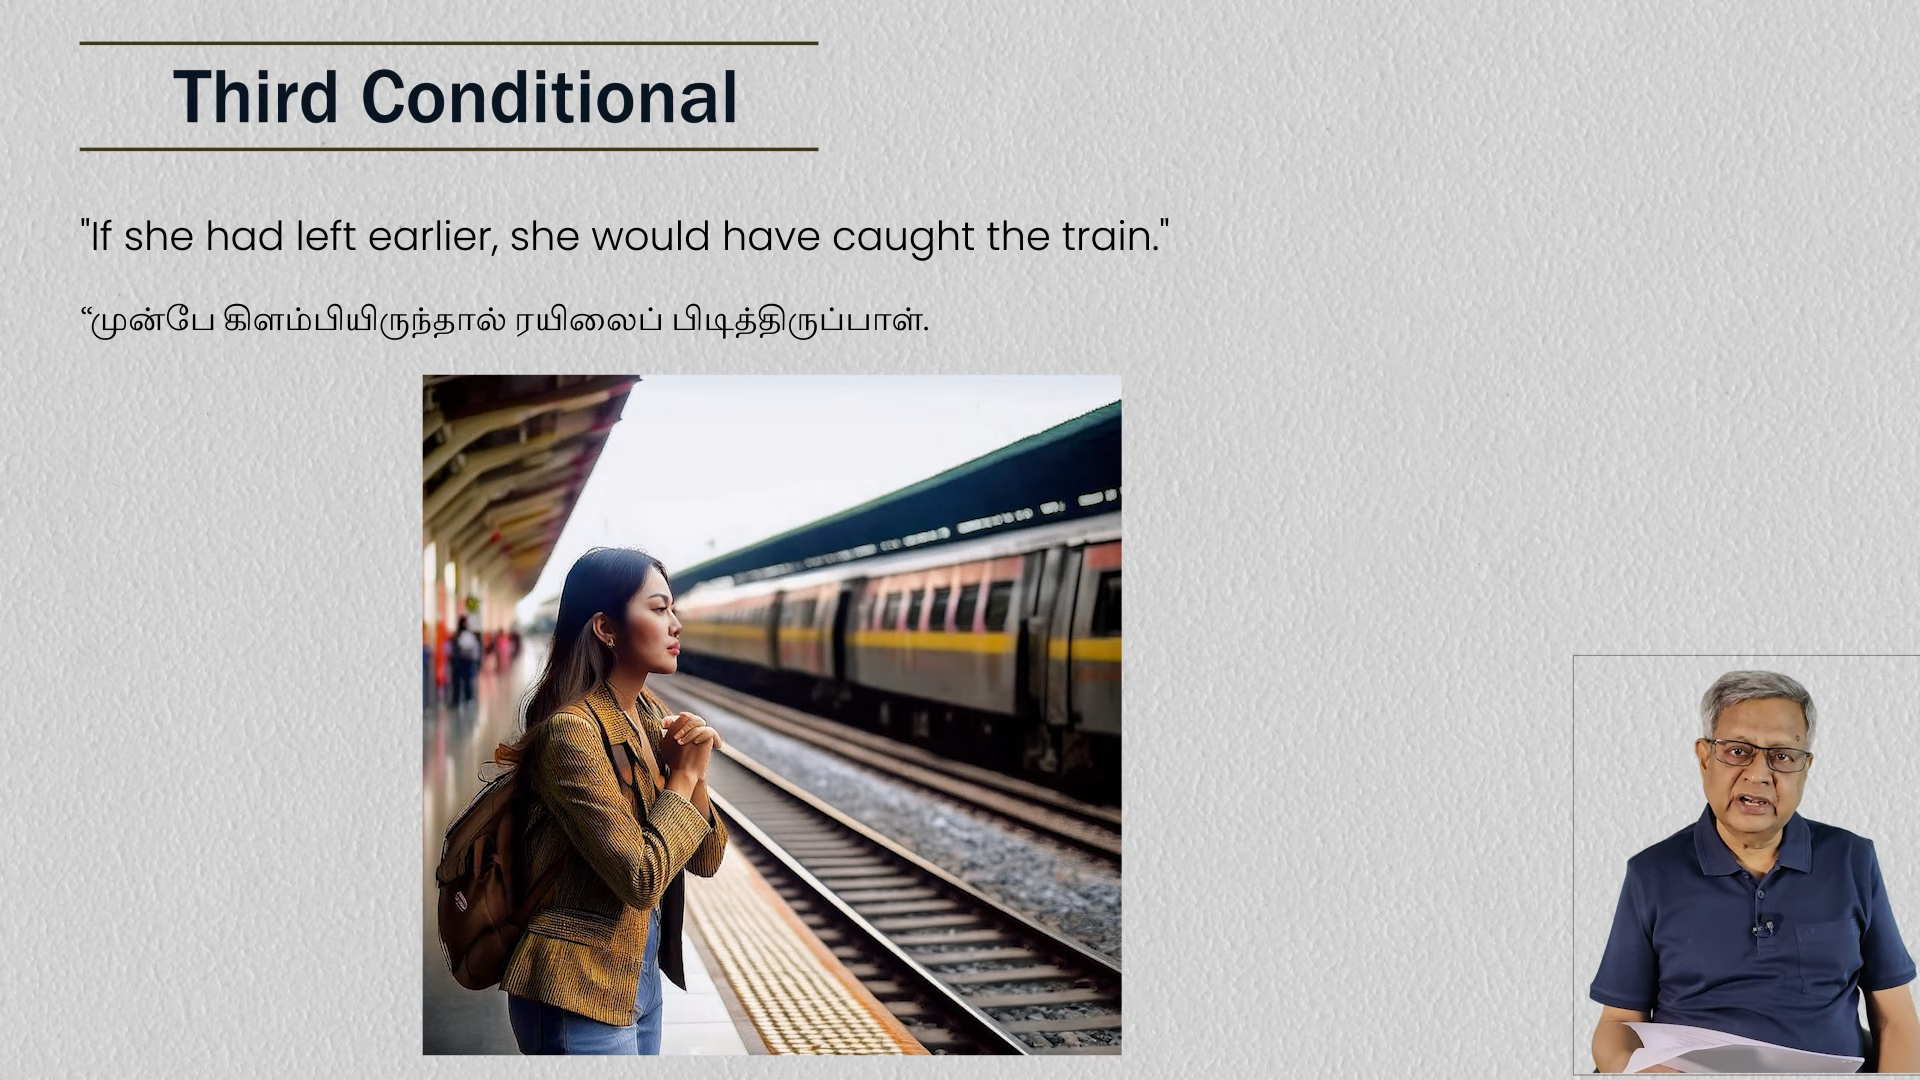 Third Conditional
"If she had left earlier, she would have caught the train."
“முன்பே கிளம்பியிருந்தால் ரயிலைப் பிடித்திருப்பாள்.